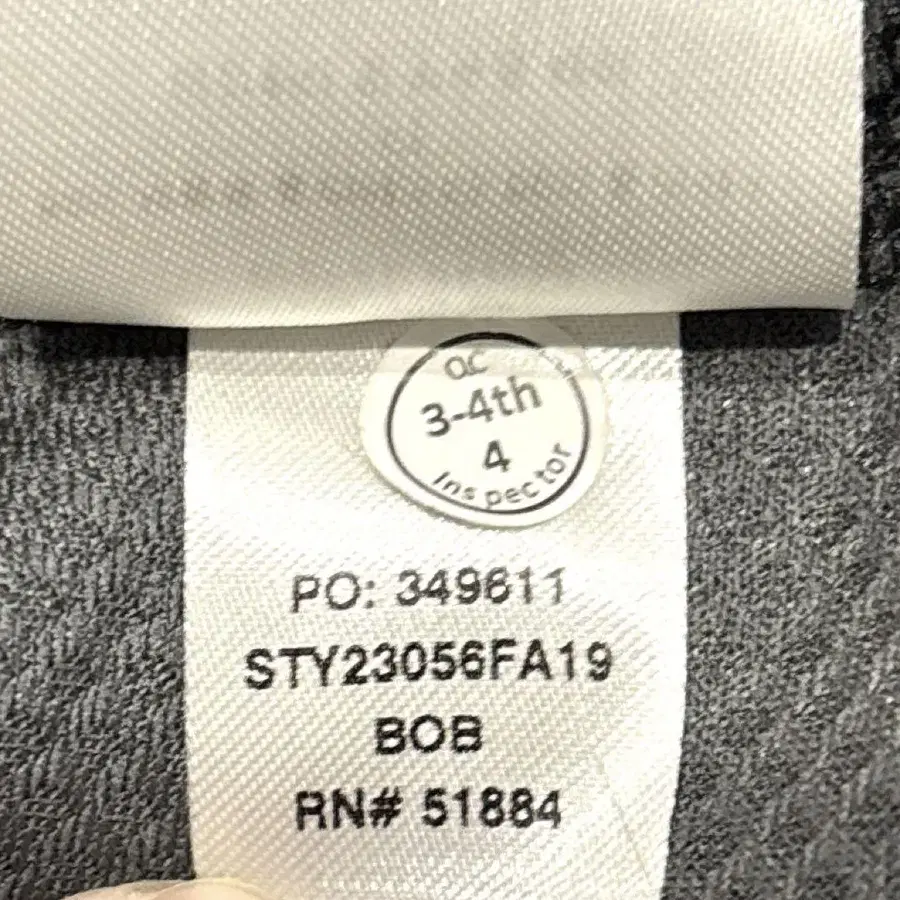 QC
3-4th
4
Inspector
PO: 349611
STY23056FA19
BOB
RN# 51884